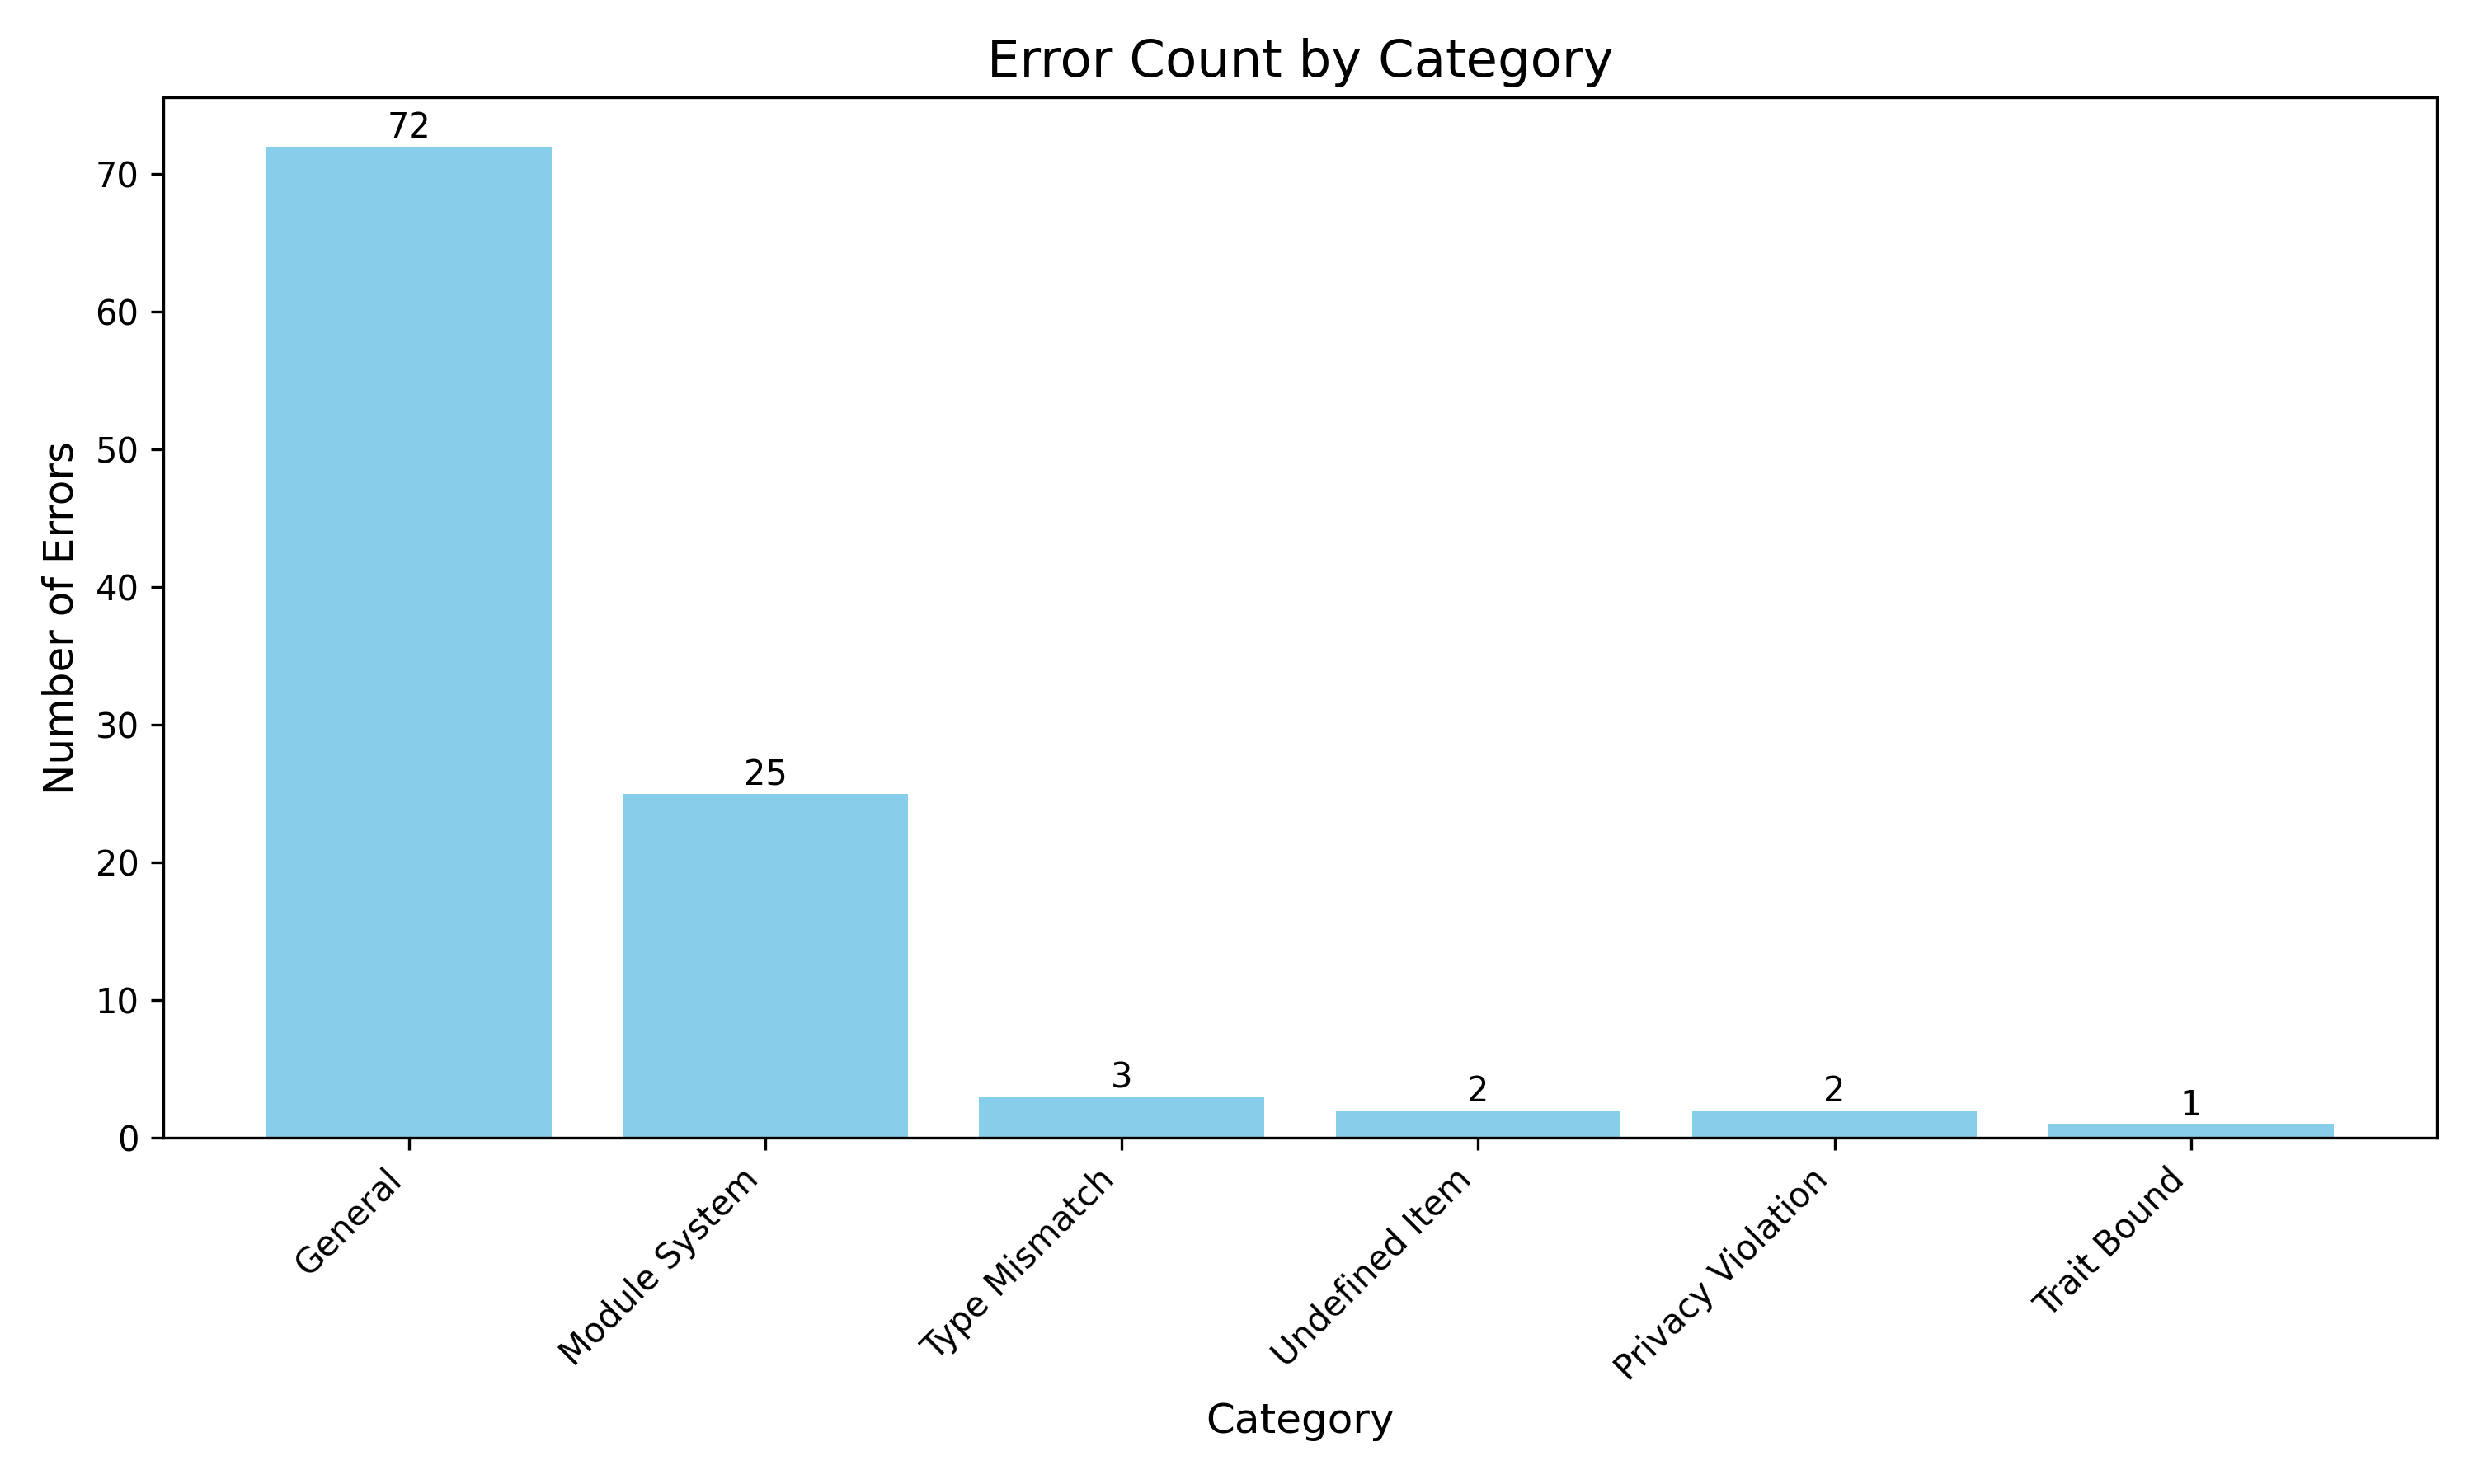 Error Count by Category
Number of Errors
70
60
50
40
30
20
10
0
72
25
3
2
2
1
General
Module System
Type Mismatch
Undefined Item
Privacy Violation
Trait Bound
Category